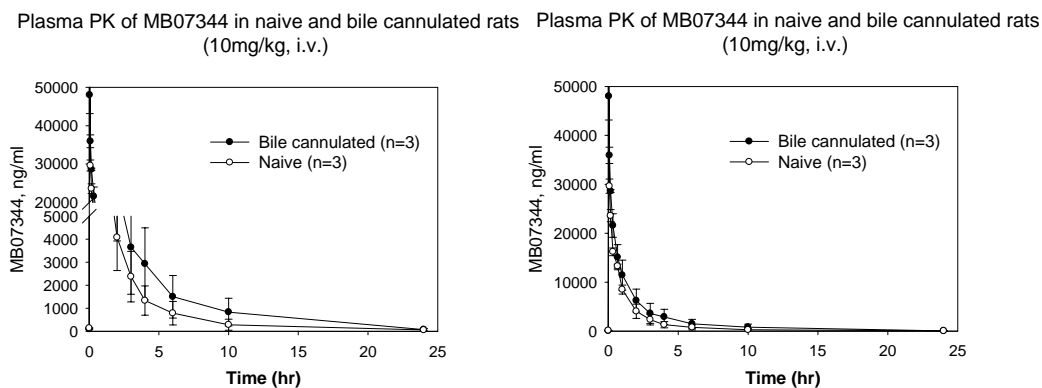 Plasma PK of MB07344 in naive and bile cannulated rats
(10mg/kg, i.v.)
50000
40000
30000
20000
5000
4000
3000
2000
1000
0
MB07344, ng/ml
Bile cannulated (n=3)
Naive (n=3)
0 5 10 15 20 25
Time (hr)
Plasma PK of MB07344 in naive and bile cannulated rats
(10mg/kg, i.v.)
50000
40000
30000
20000
10000
0
MB07344, ng/ml
Bile cannulated (n=3)
Naive (n=3)
0 5 10 15 20 25
Time (hr)